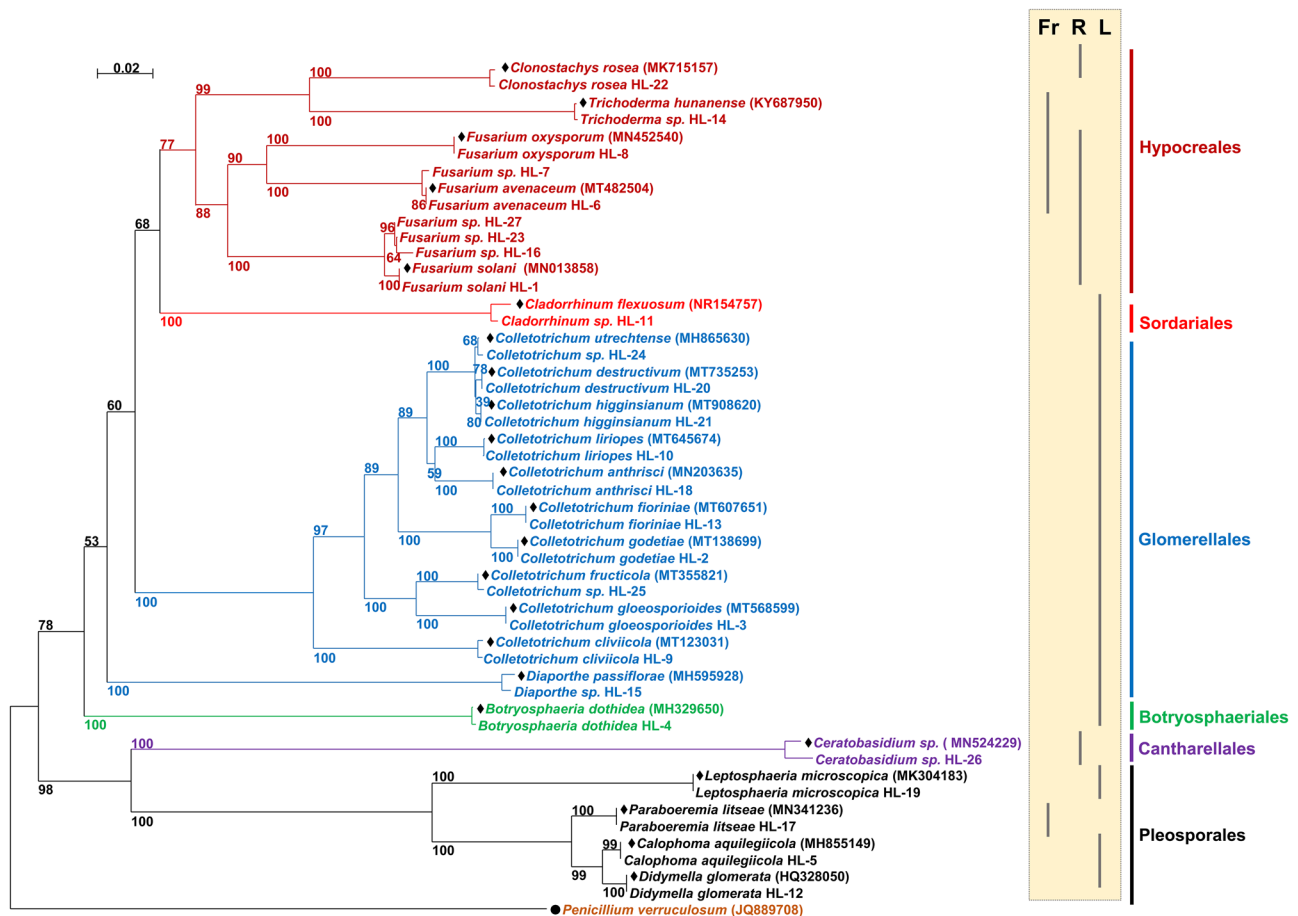 Fr R L
0.02
100
◆Clonostachys rosea (MK715157)
Clonostachys rosea HL-22
99
◆Trichoderma hunanense (KY687950)
100
Trichoderma sp. HL-14
77
100
◆Fusarium oxysporum (MN452540)
Fusarium oxysporum HL-8
Hypocreales
90
Fusarium sp. HL-7
100
◆Fusarium avenaceum (MT482504)
86
Fusarium avenaceum HL-6
88
68
96
Fusarium sp. HL-27
Fusarium sp. HL-23
Fusarium sp. HL-16
64
100
◆Fusarium solani (MN013858)
100
Fusarium solani HL-1
◆Cladorrhinum flexuosum (NR154757)
100
Cladorrhinum sp. HL-11
Sordariales
68
◆Colletotrichum utrechtense (MH865630)
Colletotrichum sp. HL-24
100
78
◆Colletotrichum destructivum (MT735253)
Colletotrichum destructivum HL-20
60
39
◆Colletotrichum higginsianum (MT908620)
89
80
Colletotrichum higginsianum HL-21
100
◆Colletotrichum liriopes (MT645674)
Colletotrichum liriopes HL-10
89
59
◆Colletotrichum anthrisci (MN203635)
100
Colletotrichum anthrisci HL-18
100
◆Colletotrichum fioriniae (MT607651)
Colletotrichum fioriniae HL-13
97
100
◆Colletotrichum godetiae (MT138699)
100
Colletotrichum godetiae HL-2
Glomerellales
53
100
◆Colletotrichum fructicola (MT355821)
Colletotrichum sp. HL-25
100
100
◆Colletotrichum gloeosporioides (MT568599)
100
Colletotrichum gloeosporioides HL-3
78
◆Colletotrichum cliviicola (MT123031)
100
Colletotrichum cliviicola HL-9
◆Diaporthe passiflorae (MH595928)
100
Diaporthe sp. HL-15
◆Botryosphaeria dothidea (MH329650)
100
Botryosphaeria dothidea HL-4
Botryosphaeriales
100
◆Ceratobasidium sp. ( MN524229)
Ceratobasidium sp. HL-26
Cantharellales
98
100
◆Leptosphaeria microscopica (MK304183)
Leptosphaeria microscopica HL-19
100
100
◆Paraboeremia litseae (MN341236)
Paraboeremia litseae HL-17
Pleosporales
100
99
◆Calophoma aquilegiicola (MH855149)
Calophoma aquilegiicola HL-5
99
◆Didymella glomerata (HQ328050)
100
Didymella glomerata HL-12
●Penicillium verruculosum (JQ889708)